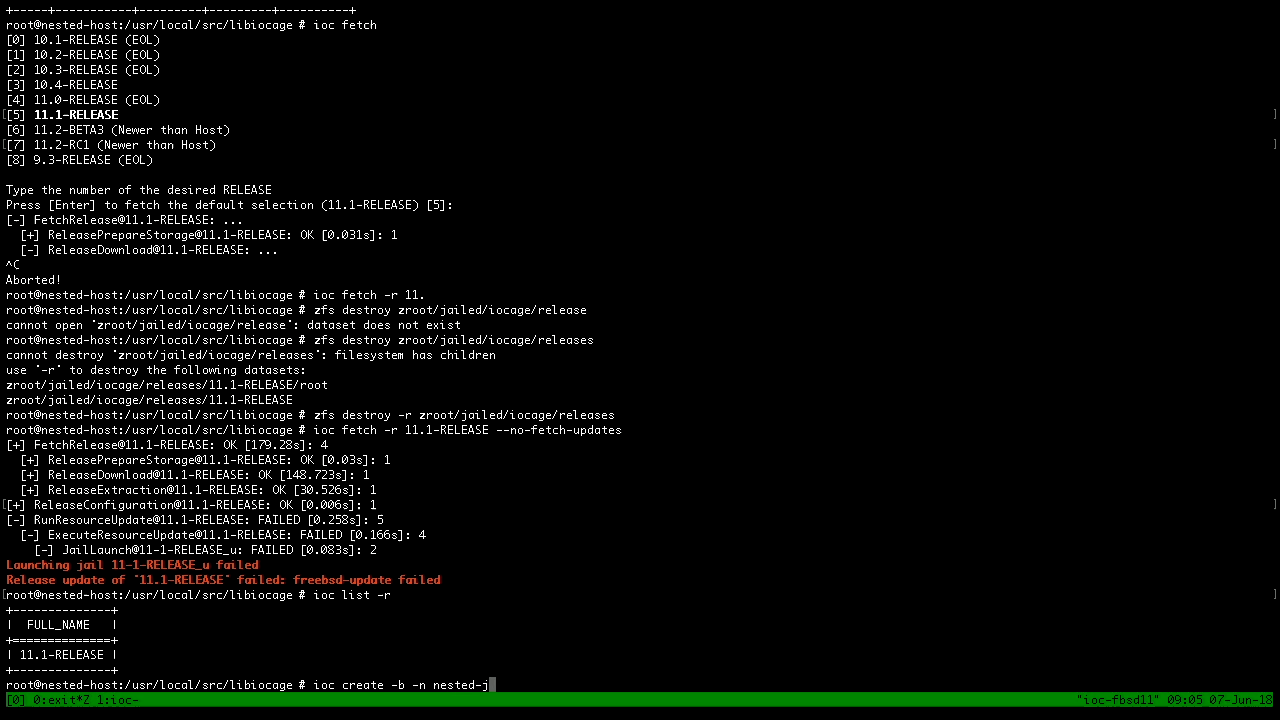 +-----+-----------+---------+----------+----------+
root@nested-host:/usr/local/src/libiocage # ioc fetch
[0] 10.1-RELEASE (EOL)
[1] 10.2-RELEASE (EOL)
[2] 10.3-RELEASE (EOL)
[3] 10.4-RELEASE
[4] 11.0-RELEASE (EOL)
[5] 11.1-RELEASE
[6] 11.2-BETA3 (Newer than Host)
[7] 11.2-RC1 (Newer than Host)
[8] 9.3-RELEASE (EOL)
Type the number of the desired RELEASE
Press [Enter] to fetch the default selection (11.1-RELEASE) [5]:
[-] FetchRelease@11.1-RELEASE: ...
  [+] ReleasePrepareStorage@11.1-RELEASE: OK [0.031s]: 1
  [-] ReleaseDownload@11.1-RELEASE: ...
^C
Aborted!
root@nested-host:/usr/local/src/libiocage # ioc fetch -r 11.
root@nested-host:/usr/local/src/libiocage # zfs destroy zroot/jailed/iocage/release
cannot open 'zroot/jailed/iocage/release': dataset does not exist
root@nested-host:/usr/local/src/libiocage # zfs destroy zroot/jailed/iocage/releases
cannot destroy 'zroot/jailed/iocage/releases': filesystem has children
use '-r' to destroy the following datasets:
zroot/jailed/iocage/releases/11.1-RELEASE/root
zroot/jailed/iocage/releases/11.1-RELEASE
root@nested-host:/usr/local/src/libiocage # zfs destroy -r zroot/jailed/iocage/releases
root@nested-host:/usr/local/src/libiocage # ioc fetch -r 11.1-RELEASE --no-fetch-updates
[+] FetchRelease@11.1-RELEASE: OK [179.28s]: 4
  [+] ReleasePrepareStorage@11.1-RELEASE: OK [0.03s]: 1
  [+] ReleaseDownload@11.1-RELEASE: OK [148.723s]: 1
  [+] ReleaseExtraction@11.1-RELEASE: OK [30.526s]: 1
[+] ReleaseConfiguration@11.1-RELEASE: OK [0.006s]: 1
[-] RunResourceUpdate@11.1-RELEASE: FAILED [0.258s]: 5
  [-] ExecuteResourceUpdate@11.1-RELEASE: FAILED [0.166s]: 4
    [-] JailLaunch@11-1-RELEASE_u: FAILED [0.083s]: 2
Launching jail 11-1-RELEASE_u failed
Release update of '11.1-RELEASE' failed: freebsd-update failed
root@nested-host:/usr/local/src/libiocage # ioc list -r
+--------------+
|  FULL_NAME   |
+==============+
| 11.1-RELEASE |
+--------------+
root@nested-host:/usr/local/src/libiocage # ioc create -b -n nested-j
[0] 0:exit*Z 1:ioc- "ioc-fbsd11" 09:05 07-Jun-18